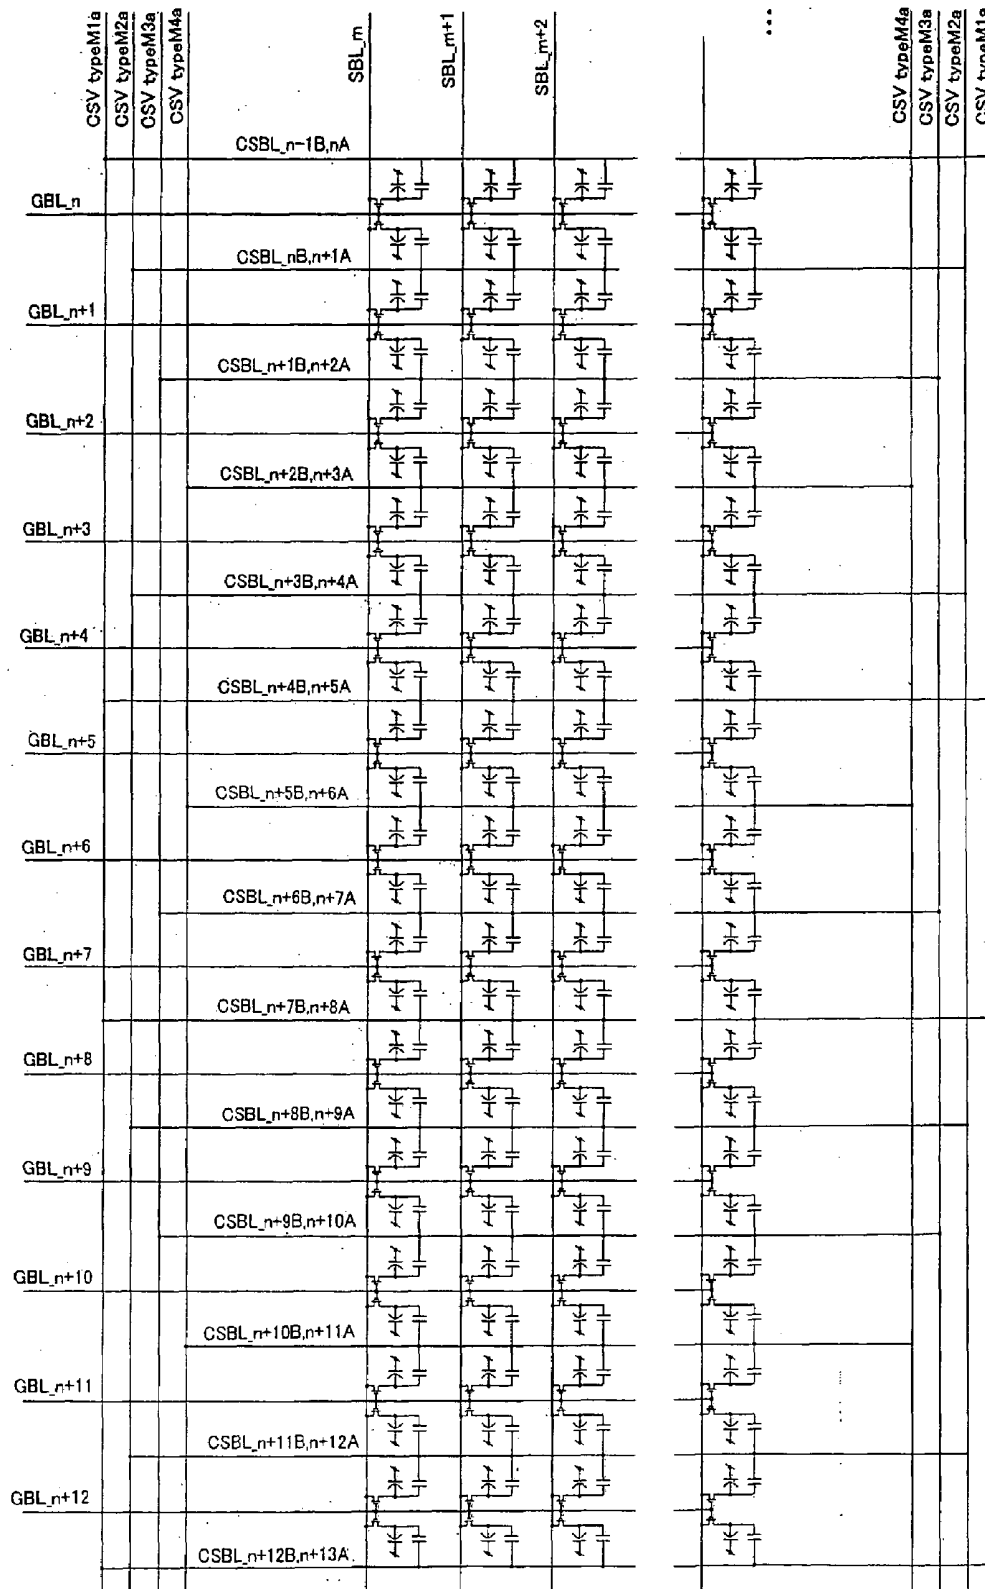 CSV typeM1a
CSV typeM2a
CSV typeM3a
CSV typeM4a
SBL_m
SBL_m+1
SBL_m+2
...
CSV typeM4a
CSV typeM3a
CSV typeM2a
CSV typeM1a
CSBL_n-1B,nA
GBL_n
CSBL_nB,n+1A
GBL_n+1
CSBL_n+1B,n+2A
GBL_n+2
CSBL_n+2B,n+3A
GBL_n+3
CSBL_n+3B,n+4A
GBL_n+4
CSBL_n+4B,n+5A
GBL_n+5
CSBL_n+5B,n+6A
GBL_n+6
CSBL_n+6B,n+7A
GBL_n+7
CSBL_n+7B,n+8A
GBL_n+8
CSBL_n+8B,n+9A
GBL_n+9
CSBL_n+9B,n+10A
GBL_n+10
CSBL_n+10B,n+11A
GBL_n+11
CSBL_n+11B,n+12A
GBL_n+12
CSBL_n+12B,n+13A